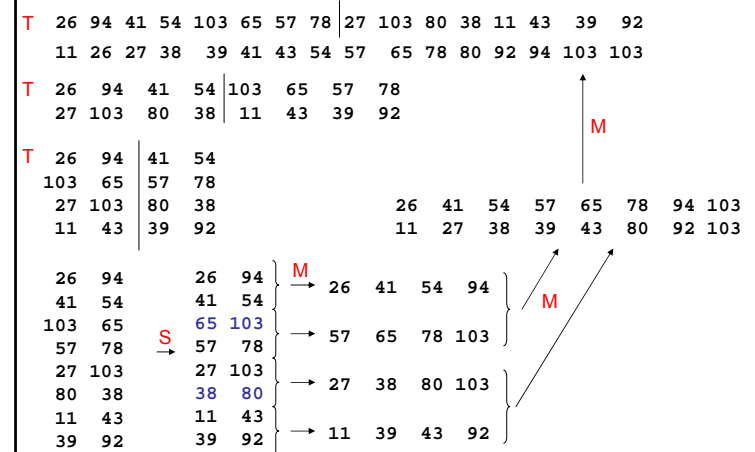 T 26 94 41 54 103 65 57 78 27 103 80 38 11 43 39 92
11 26 27 38 39 41 43 54 57 65 78 80 92 94 103 103
T 26 94 41 54 103 65 57 78
27 103 80 38 11 43 39 92
M
T 26 94 41 54
103 65 57 78
27 103 80 38
11 43 39 92
26 41 54 57 65 78 94 103
11 27 38 39 43 80 92 103
26 94 26 94 M 26 41 54 94
41 54 41 54 M
103 65 65 103 57 65 78 103
57 78 S 57 78
27 103 27 103 27 38 80 103
80 38 38 80
11 43 11 43 11 39 43 92
39 92 39 92